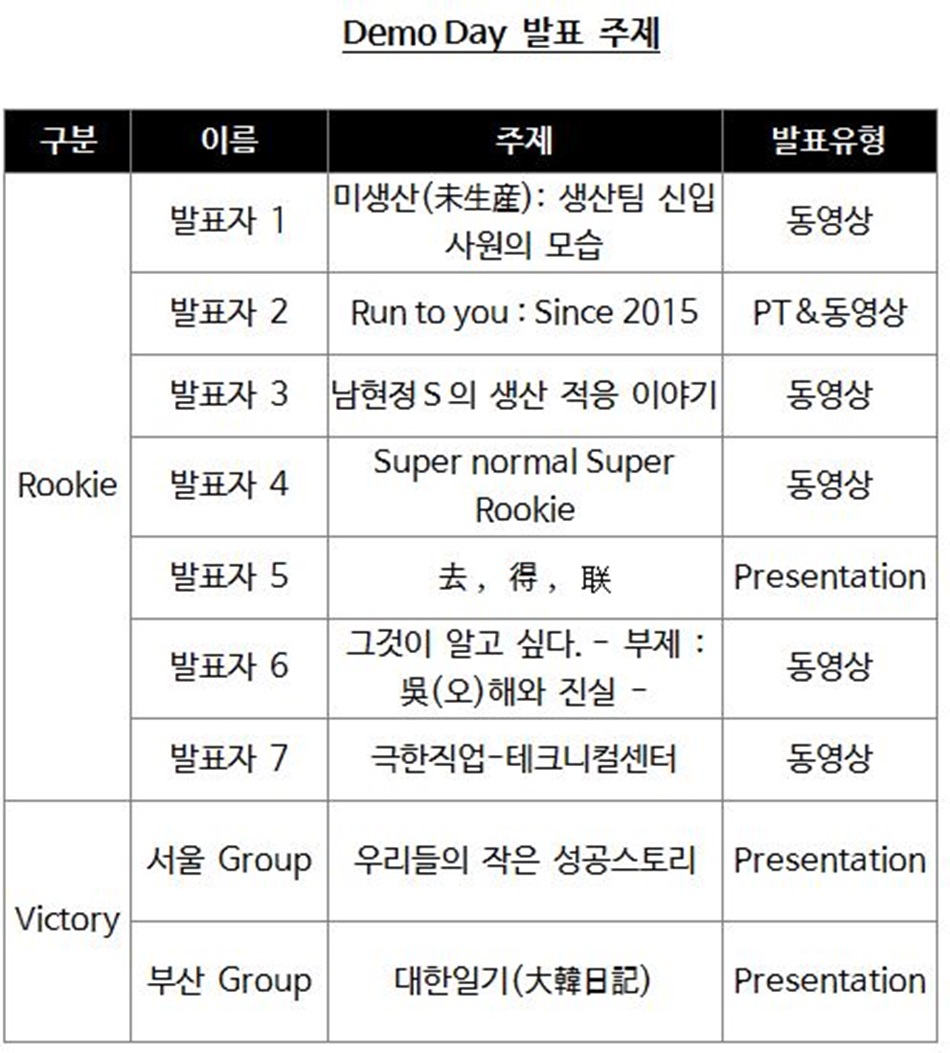 Demo Day 발표 주제
구분 이름 주제 발표유형
Rookie
발표자 1 미생산(未生産): 생산팀 신입 동영상
사원의 모습
발표자 2 Run to you : Since 2015 PT&동영상
발표자 3 남현정S의 생산 적응 이야기 동영상
발표자 4 Super normal Super 동영상
Rookie
발표자 5 去, 得, 联 Presentation
발표자 6 그것이 알고 싶다. - 부제 : 동영상
吳(오)해와 진실 -
발표자 7 극한직업-테크니컬센터 동영상
Victory
서울 Group 우리들의 작은 성공스토리 Presentation
부산 Group 대한일기(大韓日記) Presentation